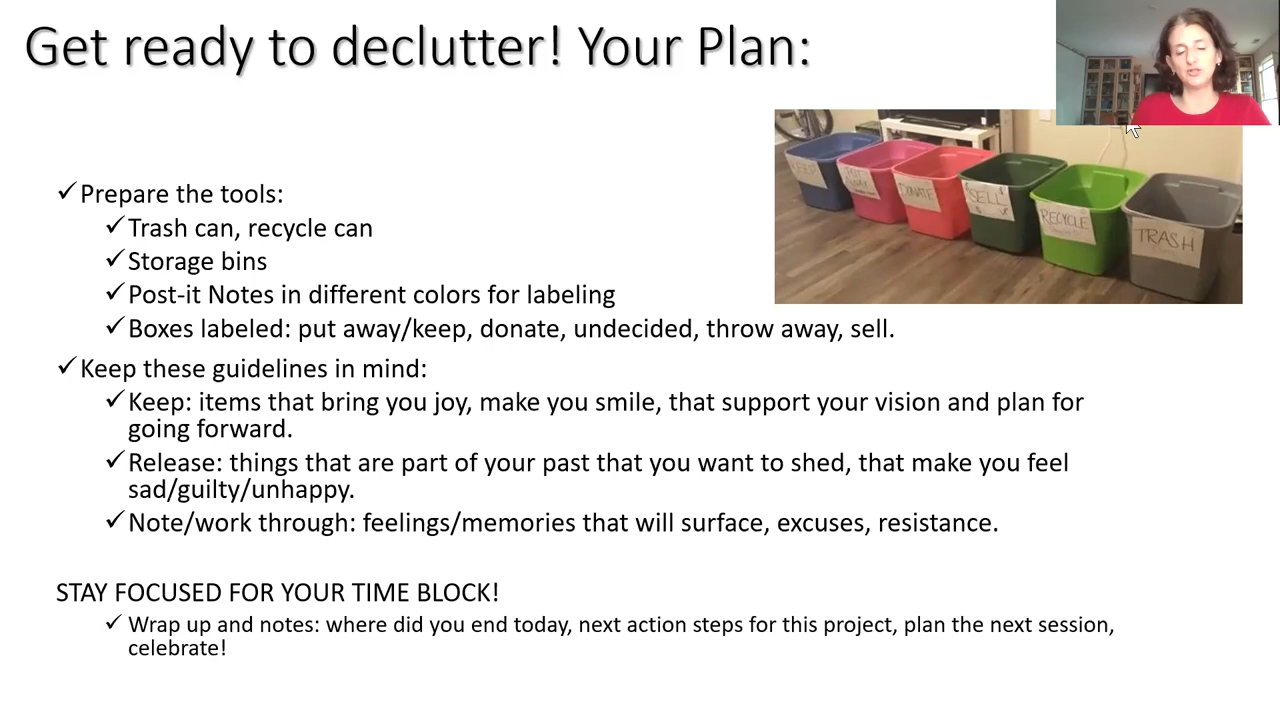 Get ready to declutter! Your Plan:
Prepare the tools:
Trash can, recycle can
Storage bins
Post-it Notes in different colors for labeling
Boxes labeled: put away/keep, donate, undecided, throw away, sell.
Keep these guidelines in mind:
Keep: items that bring you joy, make you smile, that support your vision and plan for
going forward.
Release: things that are part of your past that you want to shed, that make you feel
sad/guilty/unhappy.
Note/work through: feelings/memories that will surface, excuses, resistance.
STAY FOCUSED FOR YOUR TIME BLOCK!
Wrap up and notes: where did you end today, next action steps for this project, plan the next session,
celebrate!
KEEP
PUT
AWAY
DONATE
SELL
RECYCLE
TRASH